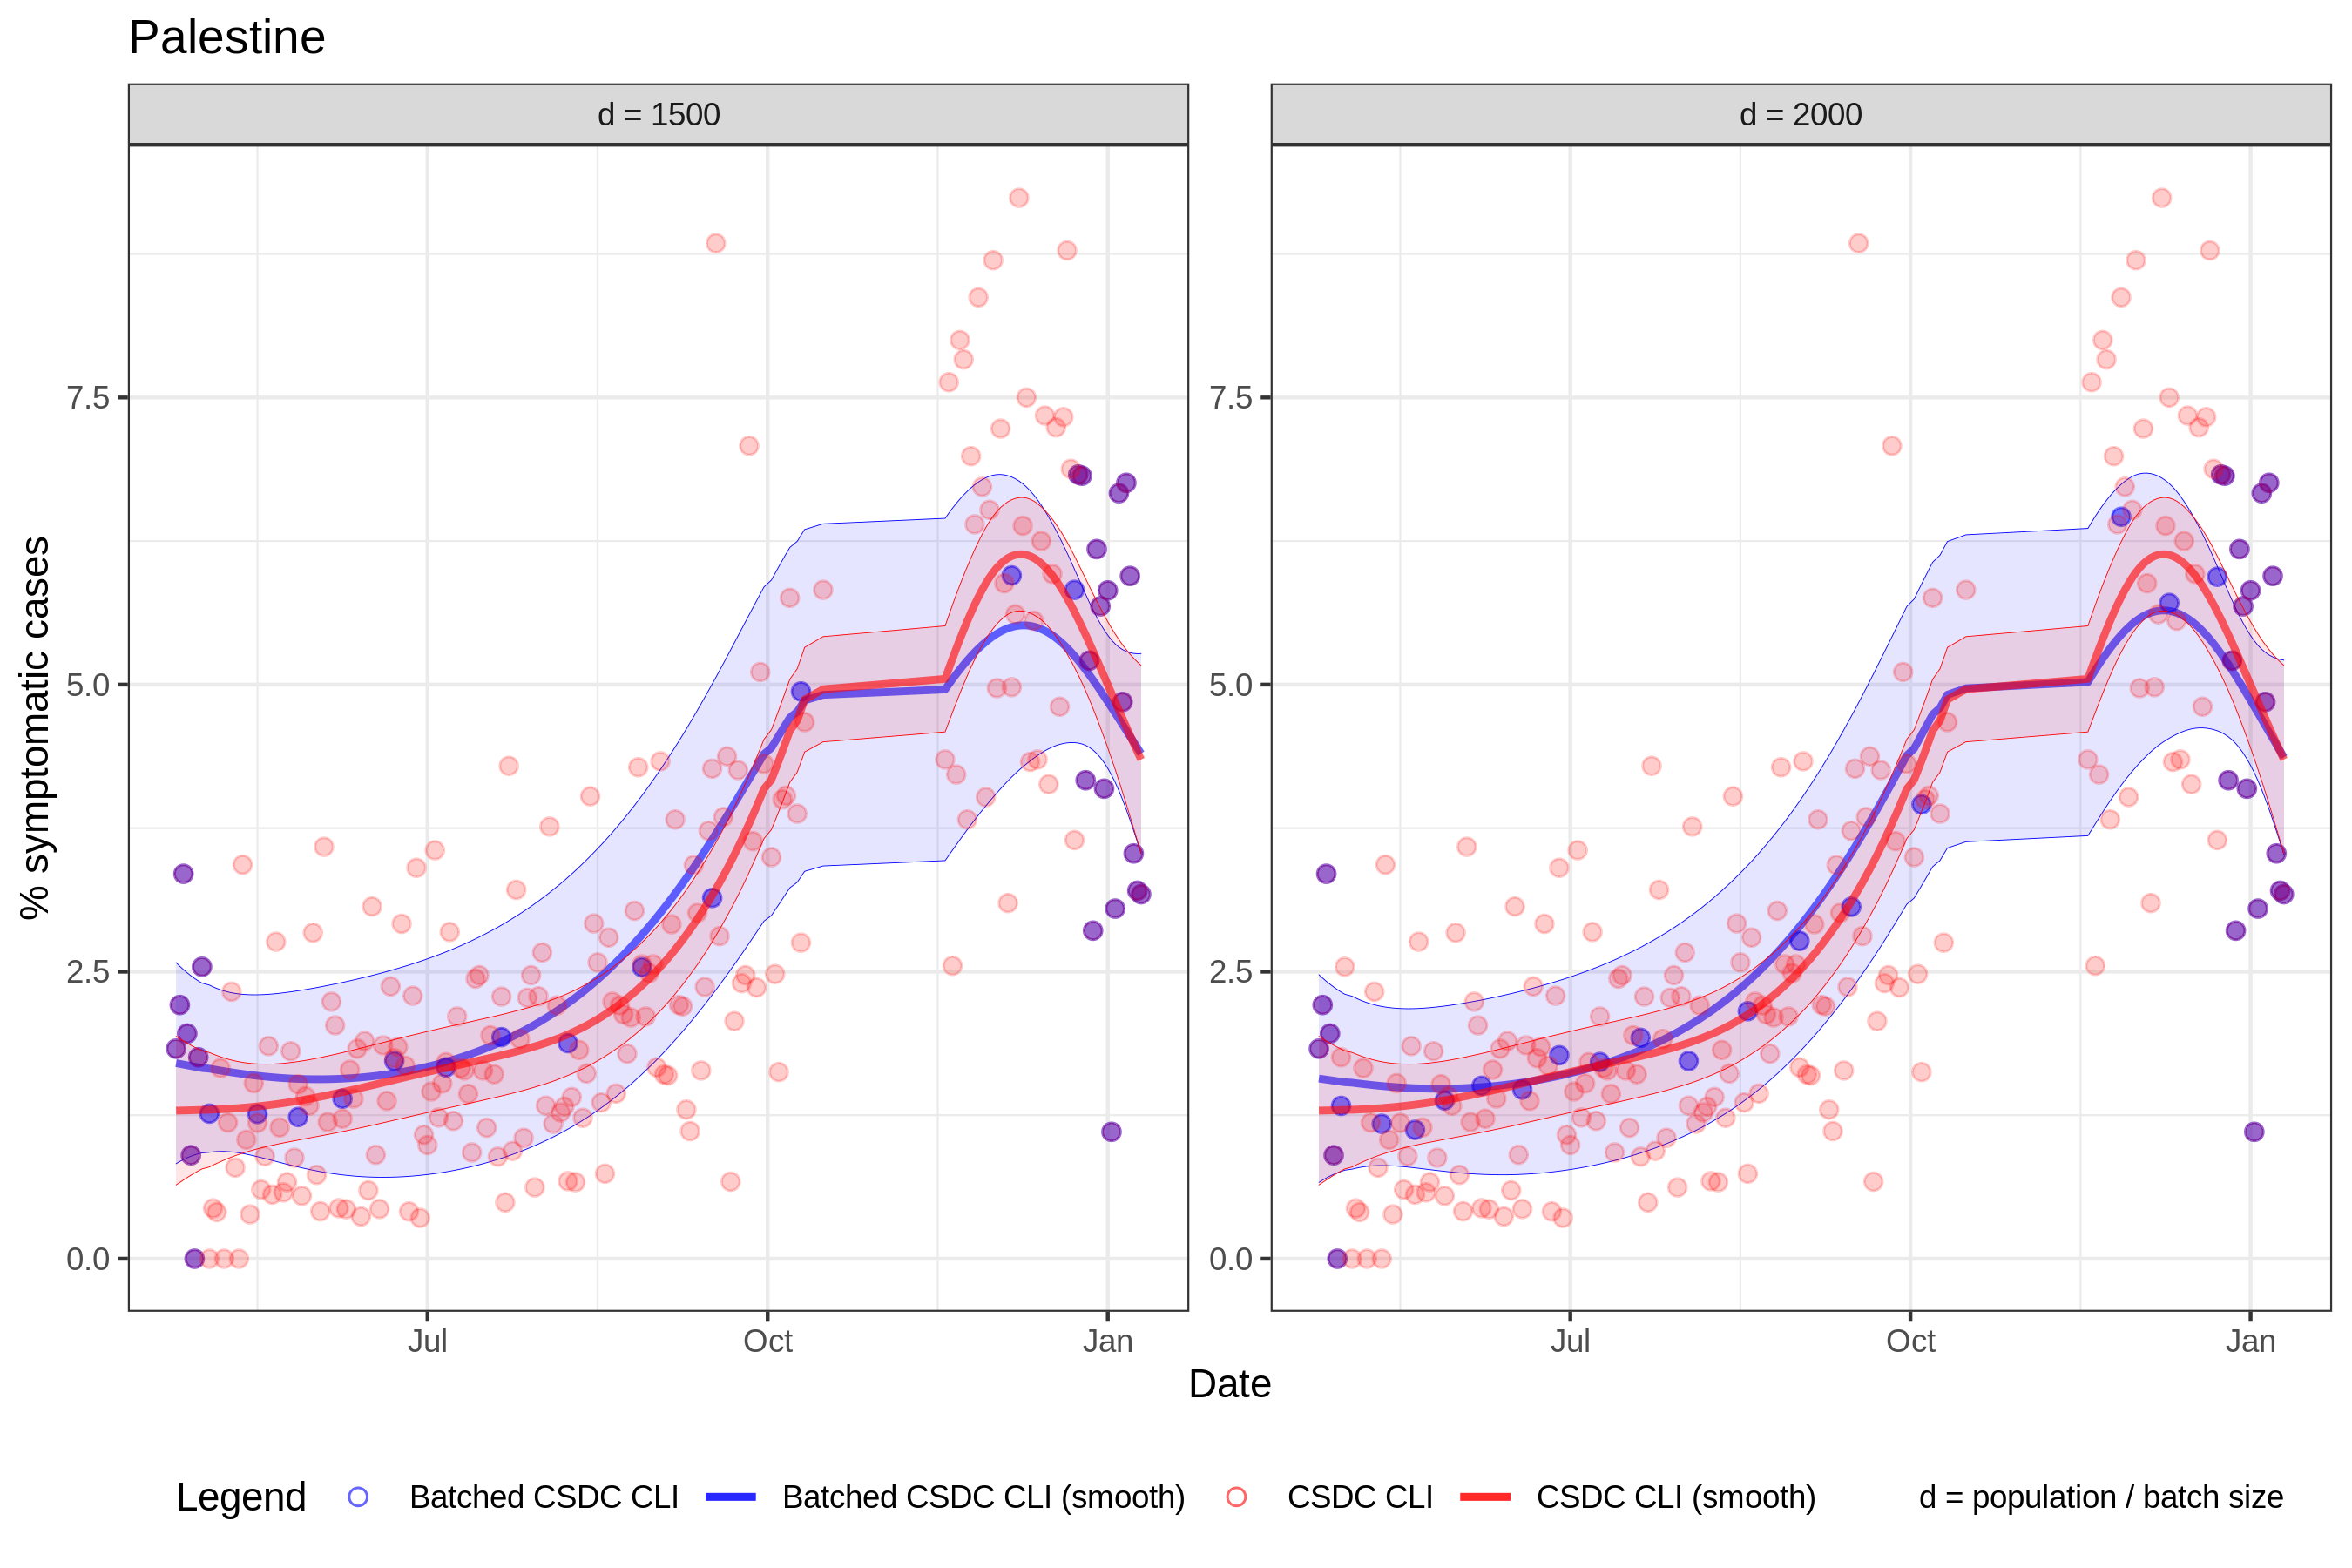 Palestine
d = 1500
d = 2000
% symptomatic cases
7.5
5.0
2.5
0.0
7.5
5.0
2.5
0.0
Jul
Oct
Jan
Jul
Oct
Jan
Date
Legend
Batched CSDC CLI
Batched CSDC CLI (smooth)
CSDC CLI
CSDC CLI (smooth)
d = population / batch size